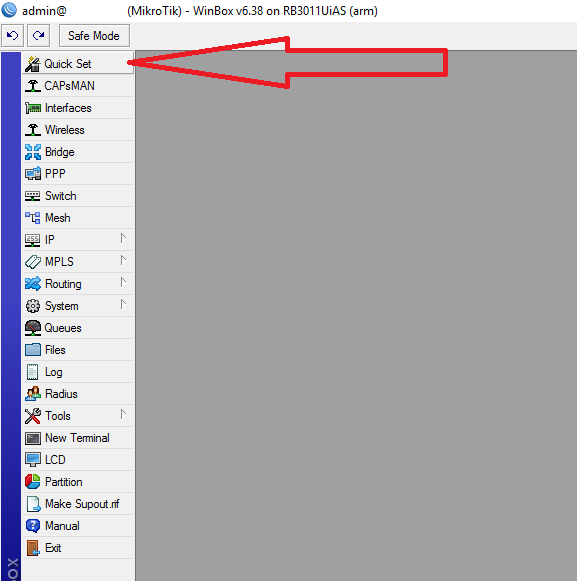 admin@ (MikroTik) - WinBox v6.38 on RB3011UiAS (arm)
Safe Mode
Quick Set
CAPsMAN
Interfaces
Wireless
Bridge
PPP
Switch
Mesh
255
IP
MPLS
Routing
System
Queues
Files
Log
Radius
Tools
New Terminal
LCD
Partition
Make Supout.rif
Manual
Exit
OX